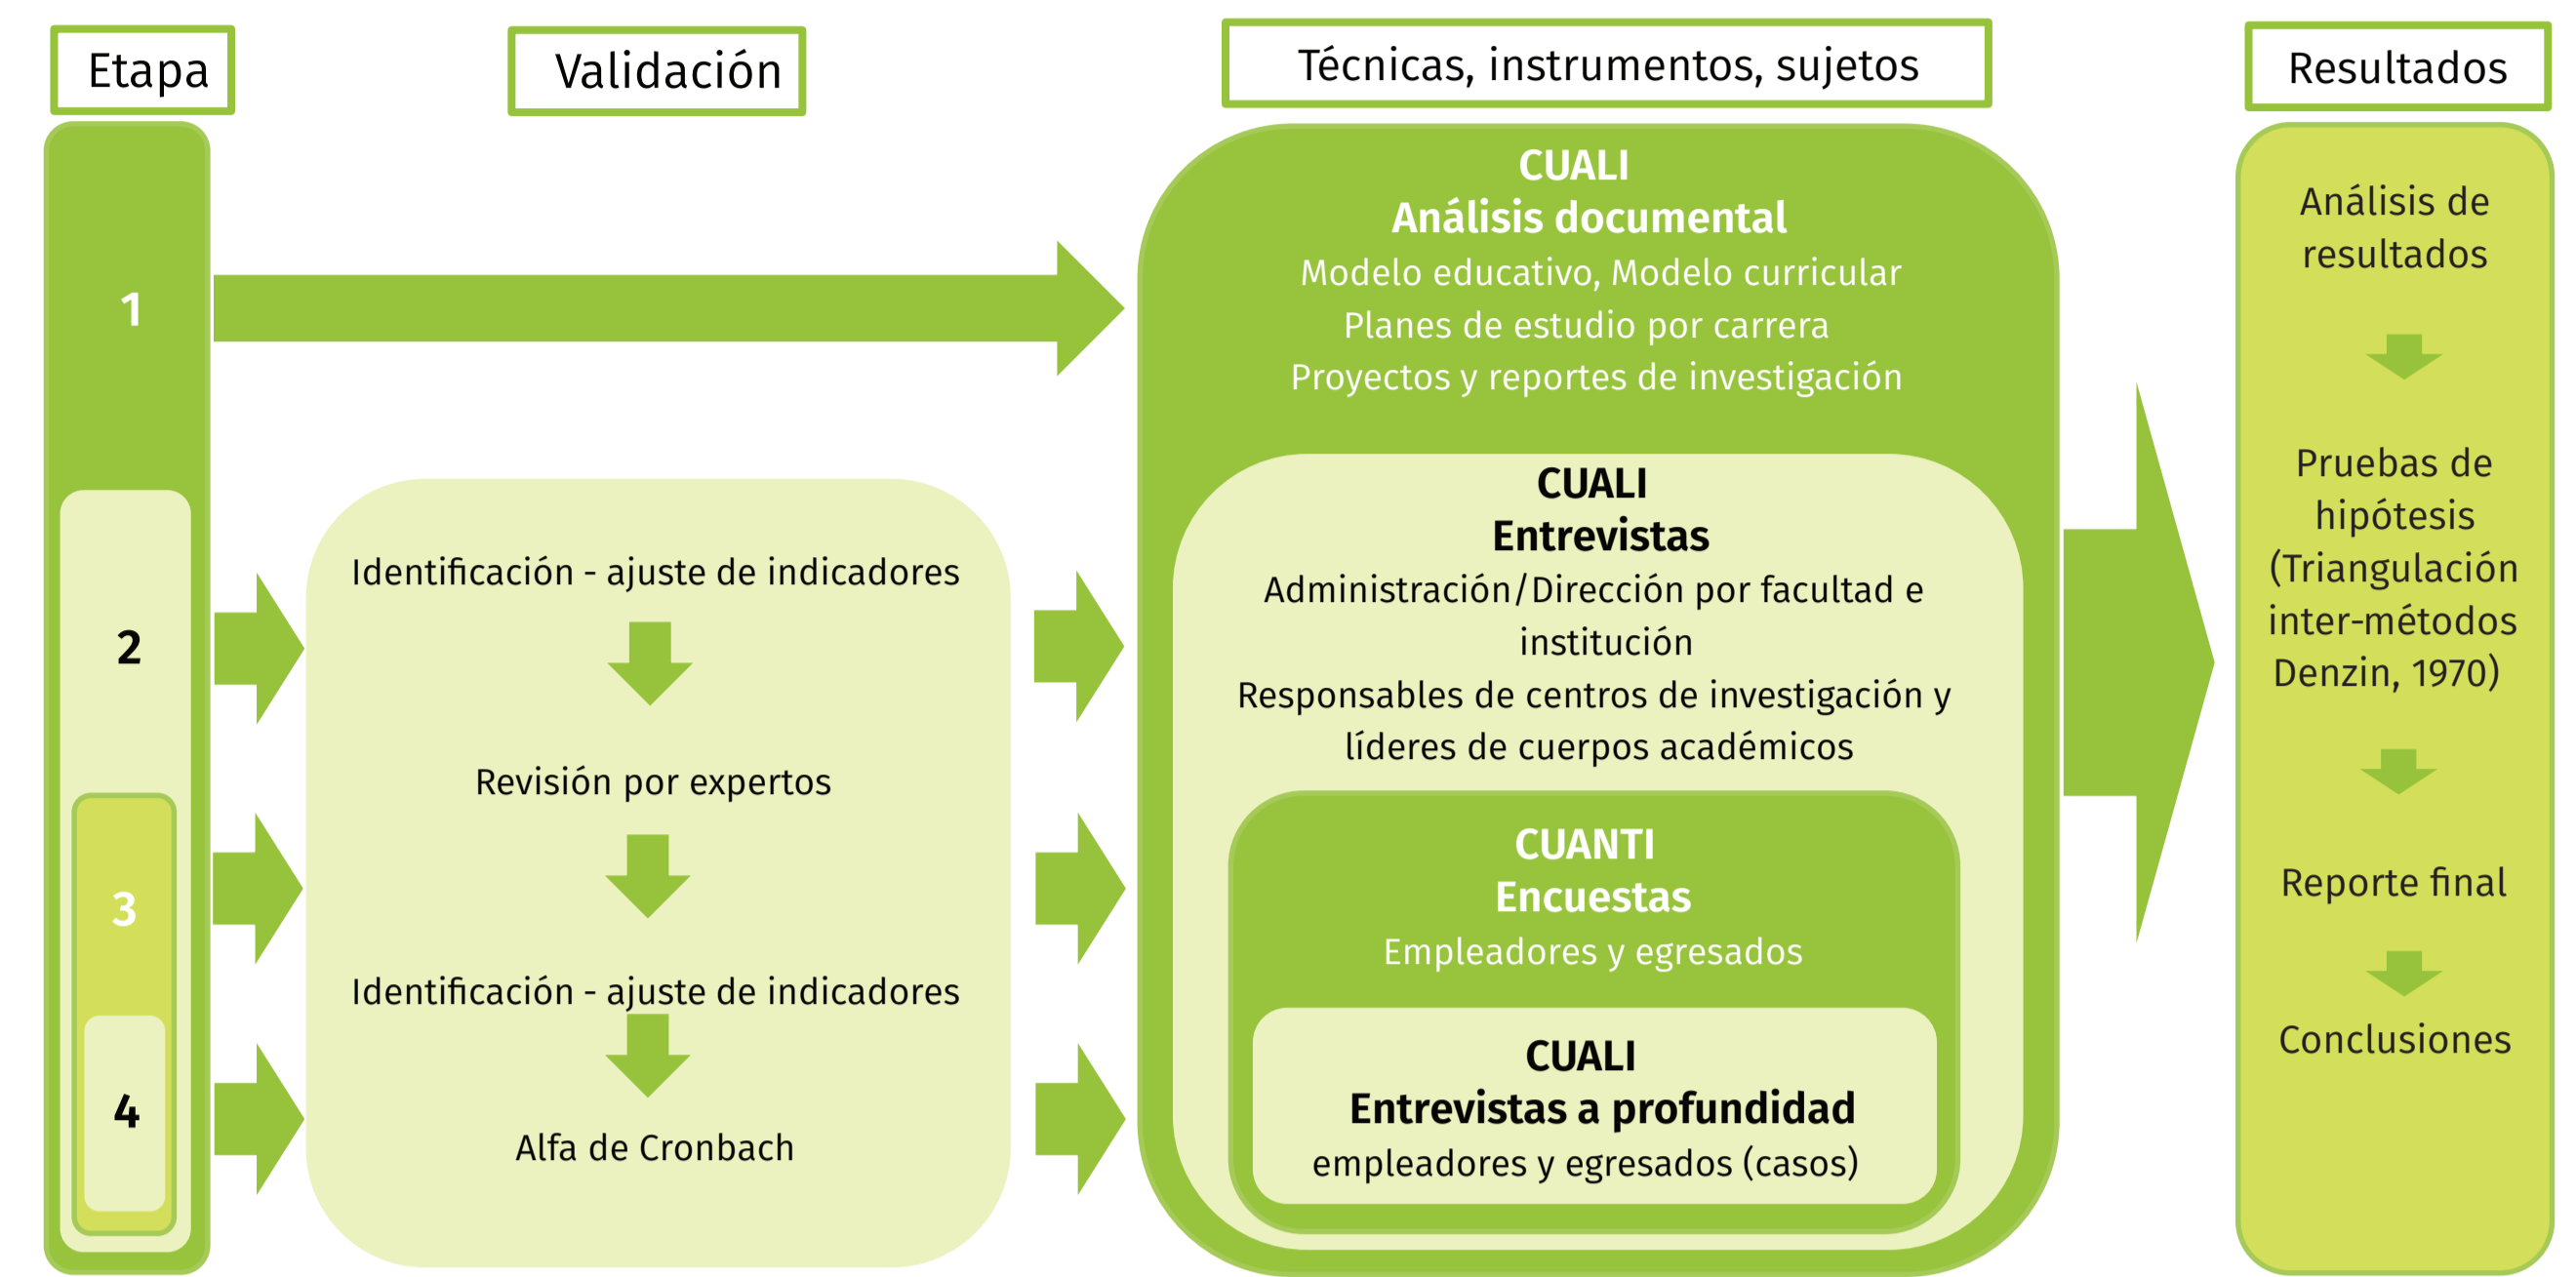 Etapa
Validación
Técnicas, instrumentos, sujetos
Resultados
1
2
3
4
Identificación - ajuste de indicadores
Revisión por expertos
Identificación - ajuste de indicadores
Alfa de Cronbach
CUALI
Análisis documental
Modelo educativo, Modelo curricular
Planes de estudio por carrera
Proyectos y reportes de investigación
CUALI
Entrevistas
Administración/Dirección por facultad e
institución
Responsables de centros de investigación y
líderes de cuerpos académicos
CUANTI
Encuestas
Empleadores y egresados
CUALI
Entrevistas a profundidad
empleadores y egresados (casos)
Análisis de
resultados
Pruebas de
hipótesis
(Triangulación
inter-métodos
Denzin, 1970)
Reporte final
Conclusiones